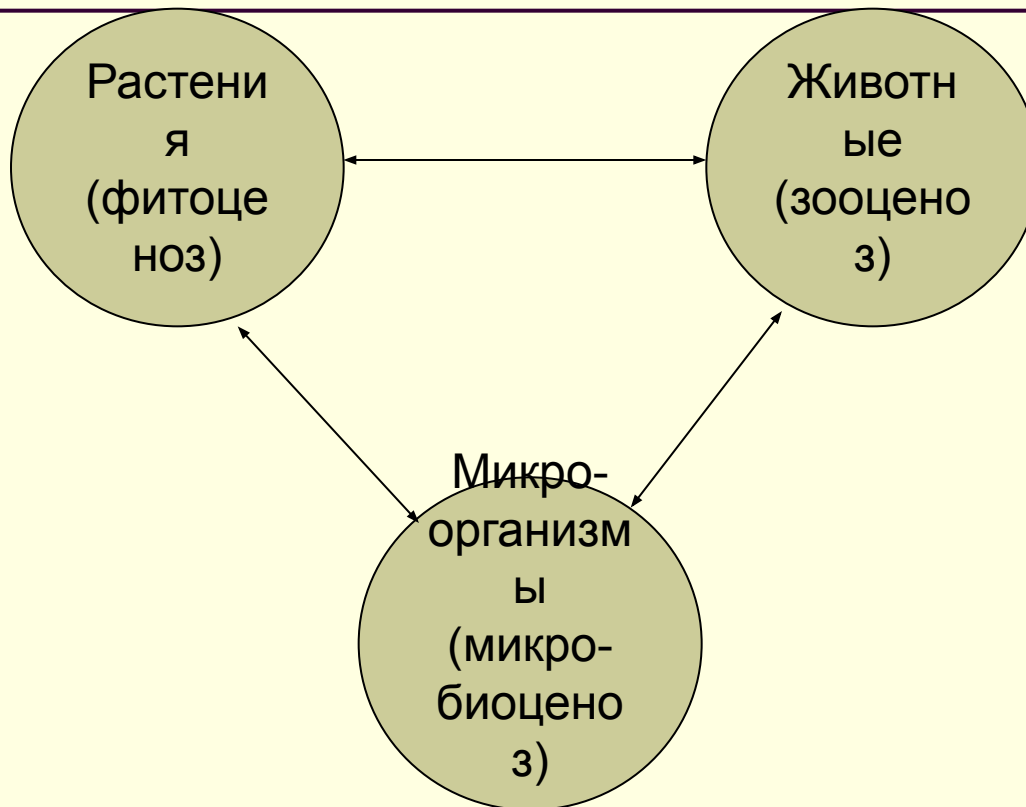 Растени
я
(фитоце
ноз)
Животн
ые
(зооцено
з)
Микро-
организм
ы
(микро-
биоцено
з)